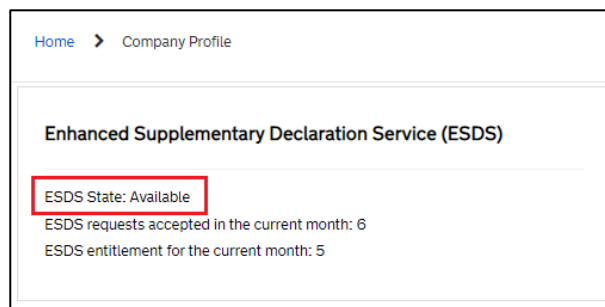 Home > Company Profile
Enhanced Supplementary Declaration Service (ESDS)
ESDS State: Available
ESDS requests accepted in the current month: 6
ESDS entitlement for the current month: 5